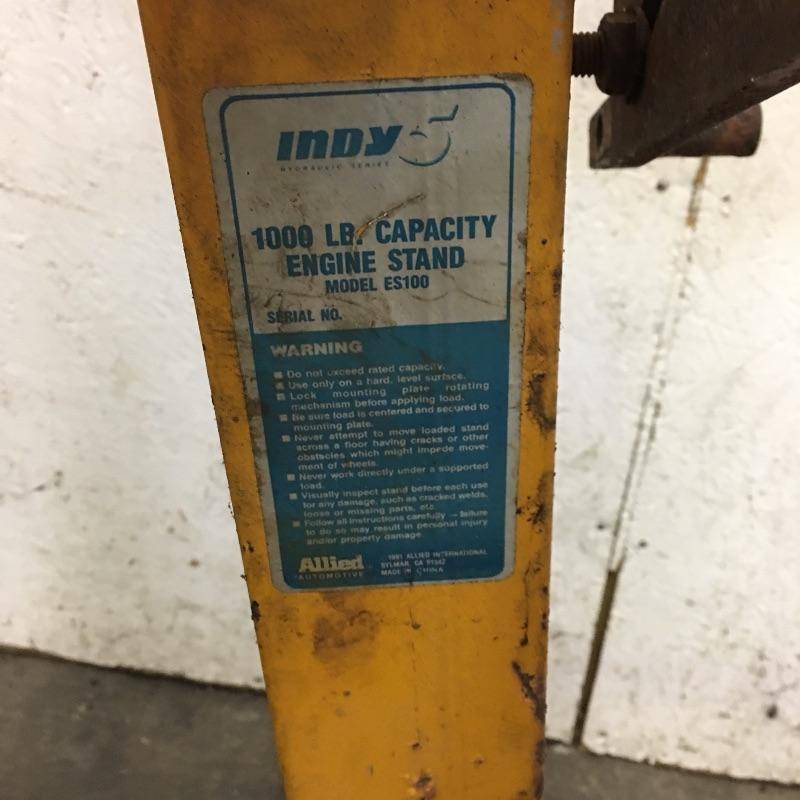 INDY
HYDRAULIC SERIES
1000 LB. CAPACITY
ENGINE STAND
MODEL ES100
SERIAL NO.
WARNING
■ Do not exceed rated capacity.
■ Use only on a hard, level surface.
■ Lock mounting plate rotating
mechanism before applying load.
■ Be sure load is centered and secured to
mounting plate.
■ Never attempt to move loaded stand
across a floor having cracks or other
obstacles which might impede move-
ment of wheels.
■ Never work directly under a supported
load.
■ Visually inspect stand before each use
for any damage, such as cracked welds,
loose or missing parts, etc.
■ Follow all instructions carefully — failure
to do so may result in personal injury
and/or property damage.
Allied
AUTOMOTIVE
1991 ALLIED INTERNATIONAL
SYLMAR, CA 91342
MADE IN CHINA